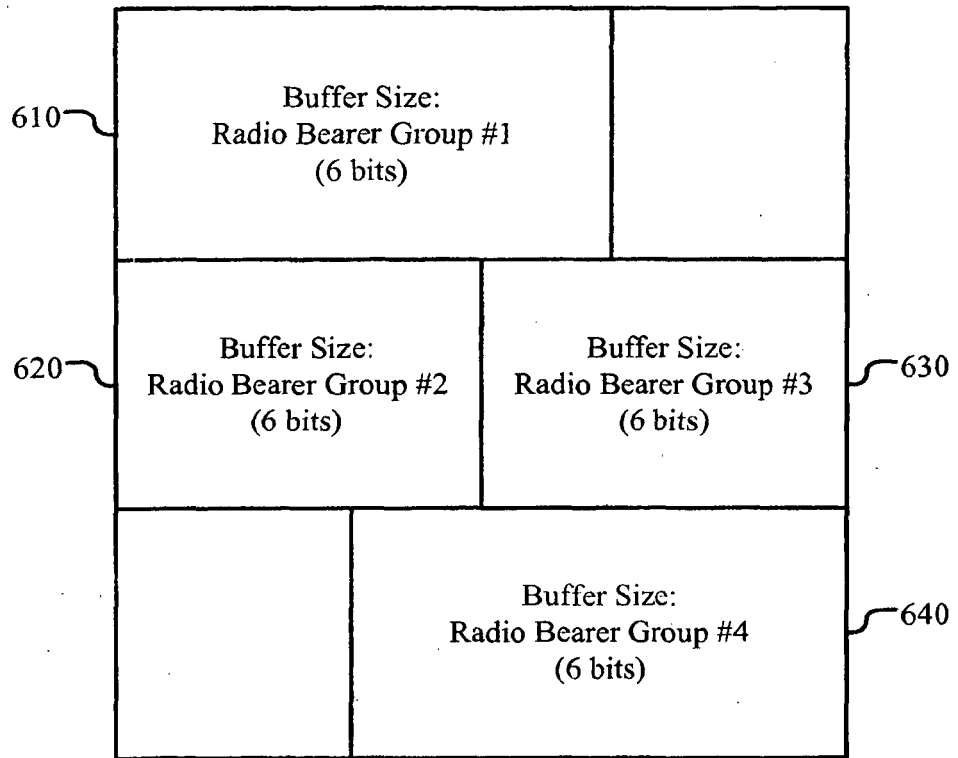 610
Buffer Size:
Radio Bearer Group #1
(6 bits)
620
Buffer Size:
Radio Bearer Group #2
(6 bits)
Buffer Size:
Radio Bearer Group #3
(6 bits)
630
Buffer Size:
Radio Bearer Group #4
(6 bits)
640